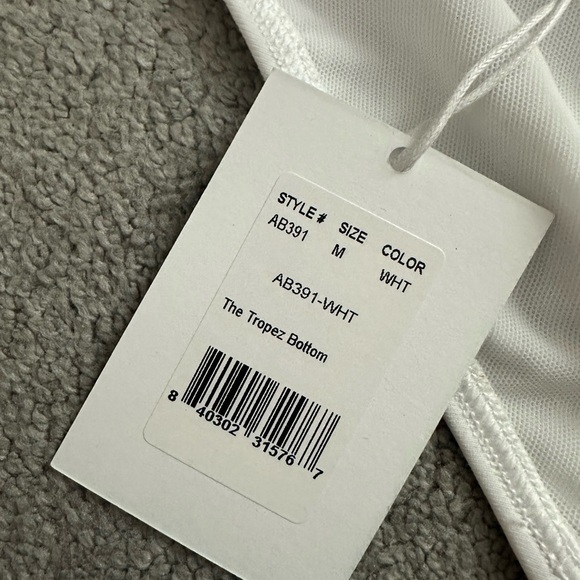 STYLE # SIZE COLOR
AB391 M WHT
AB391-WHT
The Tropez Bottom
8 40302 31576 7